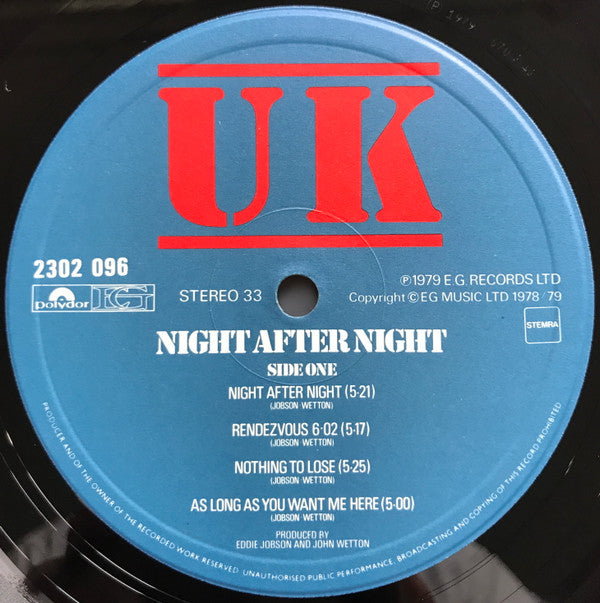 UK
2302 096
polydor
EG
STEREO 33
℗1979 E.G. RECORDS LTD
Copyright © EG MUSIC LTD 1978/79
STEMRA
NIGHT AFTER NIGHT
SIDE ONE
NIGHT AFTER NIGHT (5·21)
(JOBSON WETTON)
RENDEZVOUS 6·02 (5·17)
(JOBSON WETTON)
NOTHING TO LOSE (5·25)
(JOBSON WETTON)
AS LONG AS YOU WANT ME HERE (5·00)
(JOBSON WETTON)
PRODUCED BY
EDDIE JOBSON AND JOHN WETTON
PRODUCER AND OF THE OWNER OF THE RECORDED WORK RESERVED. UNAUTHORISED PUBLIC PERFORMANCE, BROADCASTING AND COPYING OF THIS RECORD PROHIBITED